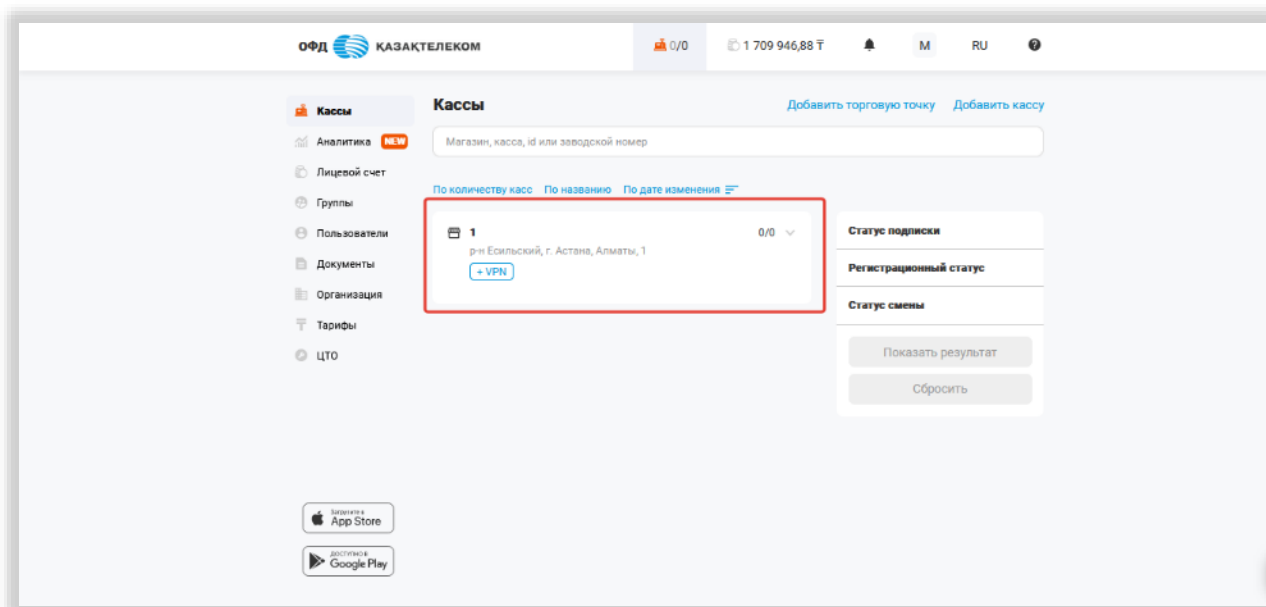 ОФД ҚАЗАҚТЕЛЕКОМ 0/0 1 709 946,88 ₸ M RU ?
Кассы
Аналитика NEW
Лицевой счет
Группы
Пользователи
Документы
Организация
Тарифы
ЦТО
Кассы Добавить торговую точку Добавить кассу
Магазин, касса, id или заводской номер
По количеству касс По названию По дате изменения
1 0/0
р-н Есильский, г. Астана, Алматы, 1
+ VPN
Статус подписки
Регистрационный статус
Статус смены
Показать результат
Сбросить
Загрузите в
App Store
ДОСТУПНО В
Google Play